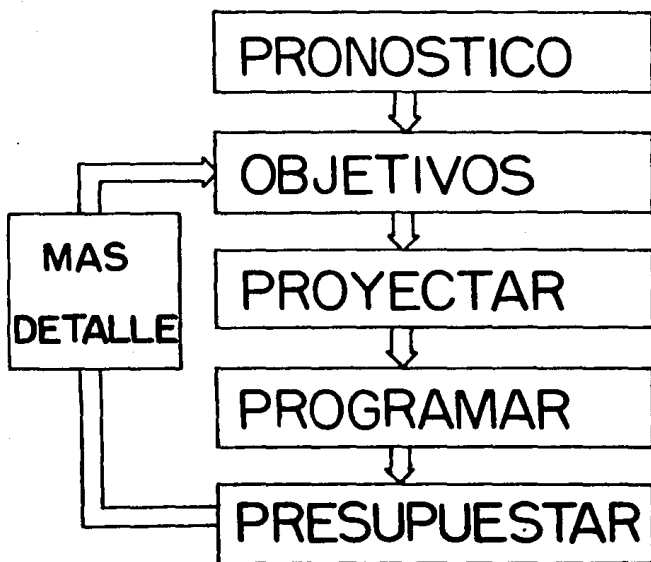 PRONOSTICO
OBJETIVOS
MAS
DETALLE
PROYECTAR
PROGRAMAR
PRESUPUESTAR